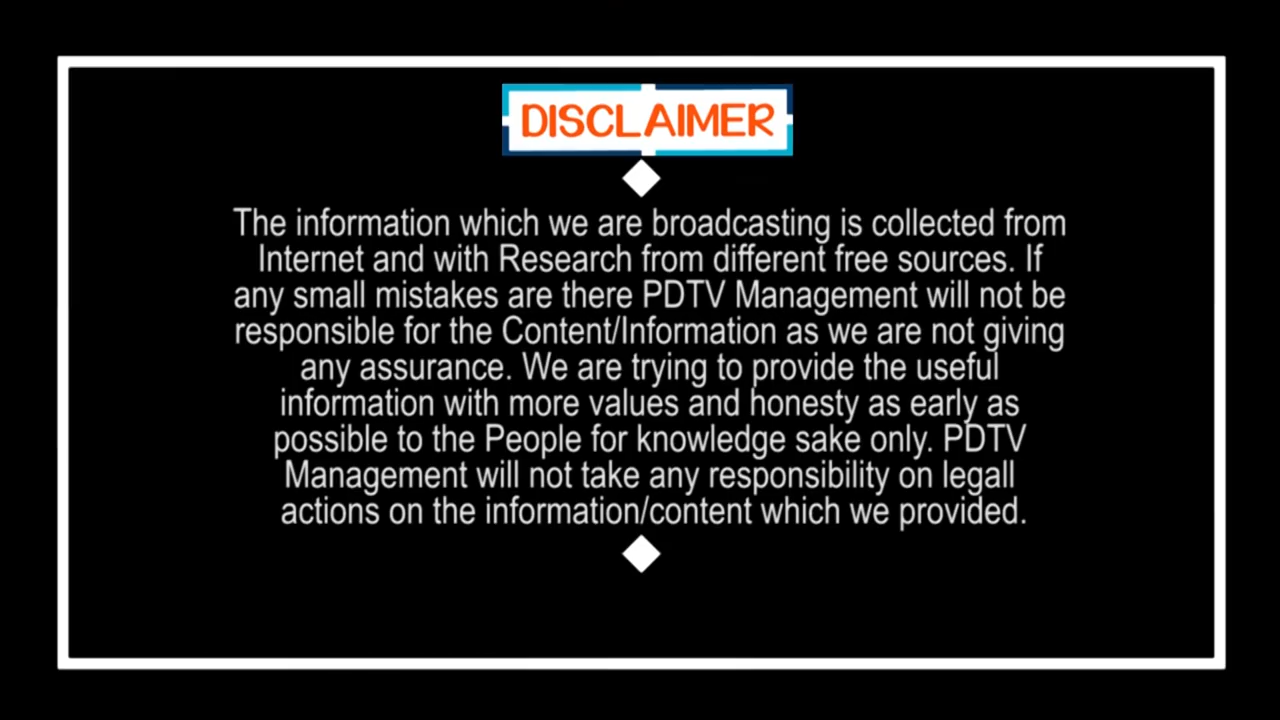 DISCLAIMER
The information which we are broadcasting is collected from
Internet and with Research from different free sources. If
any small mistakes are there PDTV Management will not be
responsible for the Content/Information as we are not giving
any assurance. We are trying to provide the useful
information with more values and honesty as early as
possible to the People for knowledge sake only. PDTV
Management will not take any responsibility on legall
actions on the information/content which we provided.